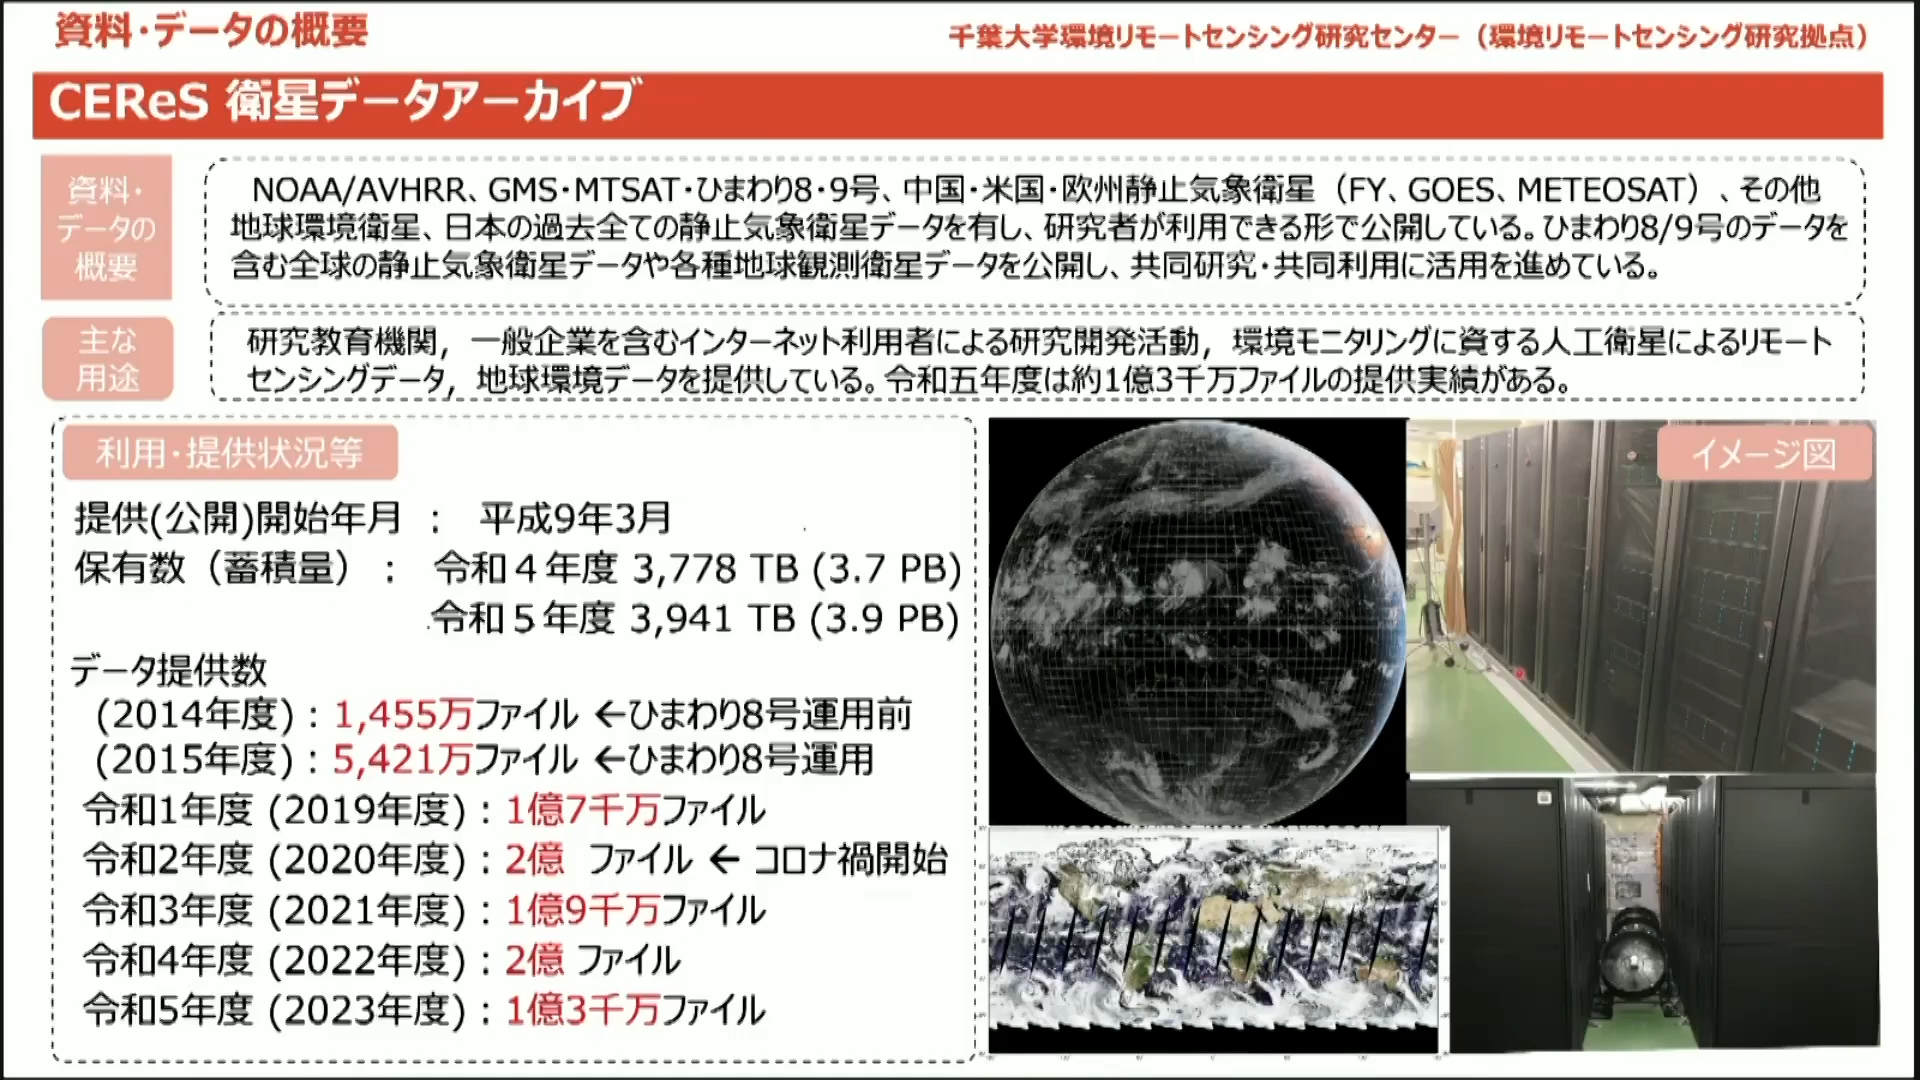 資料・データの概要
千葉大学環境リモートセンシング研究センター（環境リモートセンシング研究拠点）
CEReS 衛星データアーカイブ
資料・
データの
概要
NOAA/AVHRR、GMS・MTSAT・ひまわり8・9号、中国・米国・欧州静止気象衛星（FY、GOES、METEOSAT）、その他
地球環境衛星、日本の過去全ての静止気象衛星データを有し、研究者が利用できる形で公開している。ひまわり8/9号のデータを
含む全球の静止気象衛星データや各種地球観測衛星データを公開し、共同研究・共同利用に活用を進めている。
主な
用途
研究教育機関，一般企業を含むインターネット利用者による研究開発活動，環境モニタリングに資する人工衛星によるリモート
センシングデータ，地球環境データを提供している。令和五年度は約1億3千万ファイルの提供実績がある。
利用・提供状況等
提供(公開)開始年月 ： 平成9年3月
保有数（蓄積量）： 令和４年度 3,778 TB (3.7 PB)
令和５年度 3,941 TB (3.9 PB)
データ提供数
(2014年度)：1,455万ファイル ←ひまわり8号運用前
(2015年度)：5,421万ファイル ←ひまわり8号運用
令和1年度 (2019年度)：1億7千万ファイル
令和2年度 (2020年度)：2億 ファイル ← コロナ禍開始
令和3年度 (2021年度)：1億9千万ファイル
令和4年度 (2022年度)：2億 ファイル
令和5年度 (2023年度)：1億3千万ファイル
イメージ図